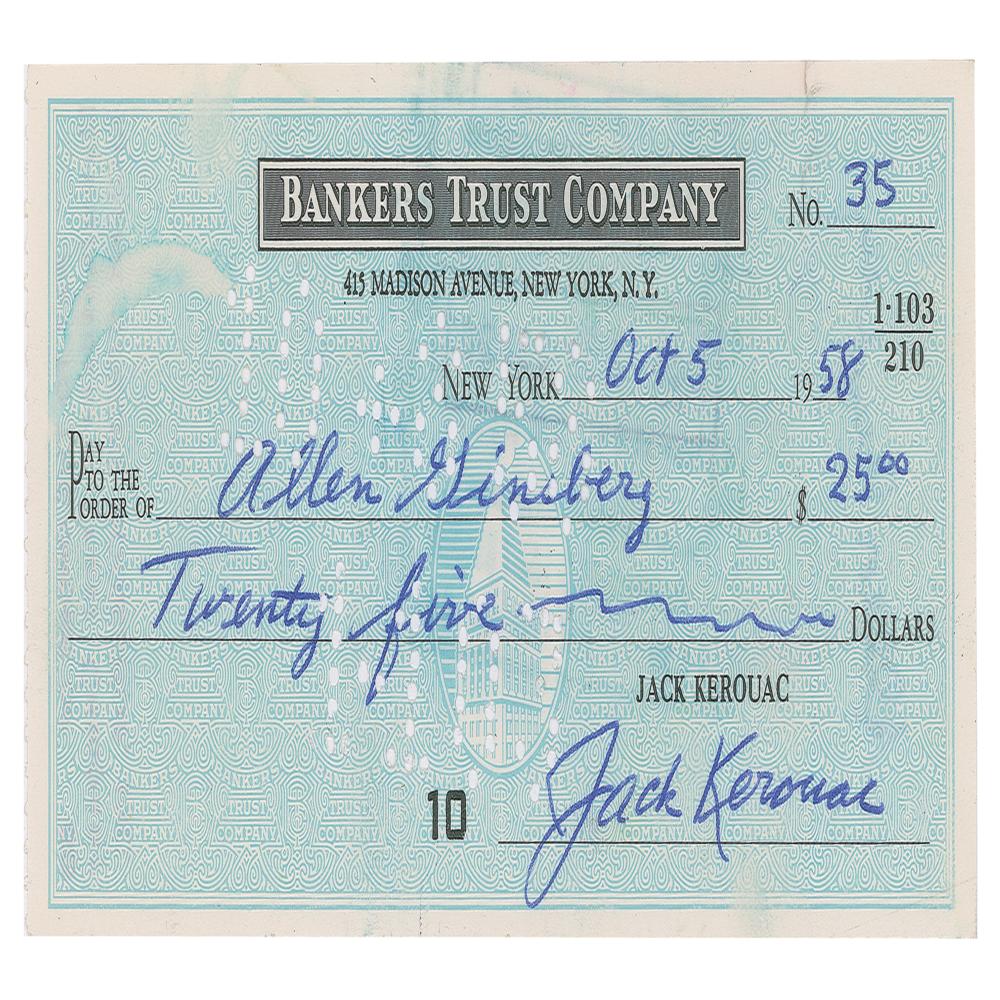 BANKERS TRUST COMPANY
No. 35
415 MADISON AVENUE, NEW YORK, N.Y.
1-103
210
NEW YORK Oct 5 1958
PAY TO THE ORDER OF Allen Ginsberg $ 25 00
Twenty five DOLLARS
JACK KEROUAC
10
Jack Kerouac